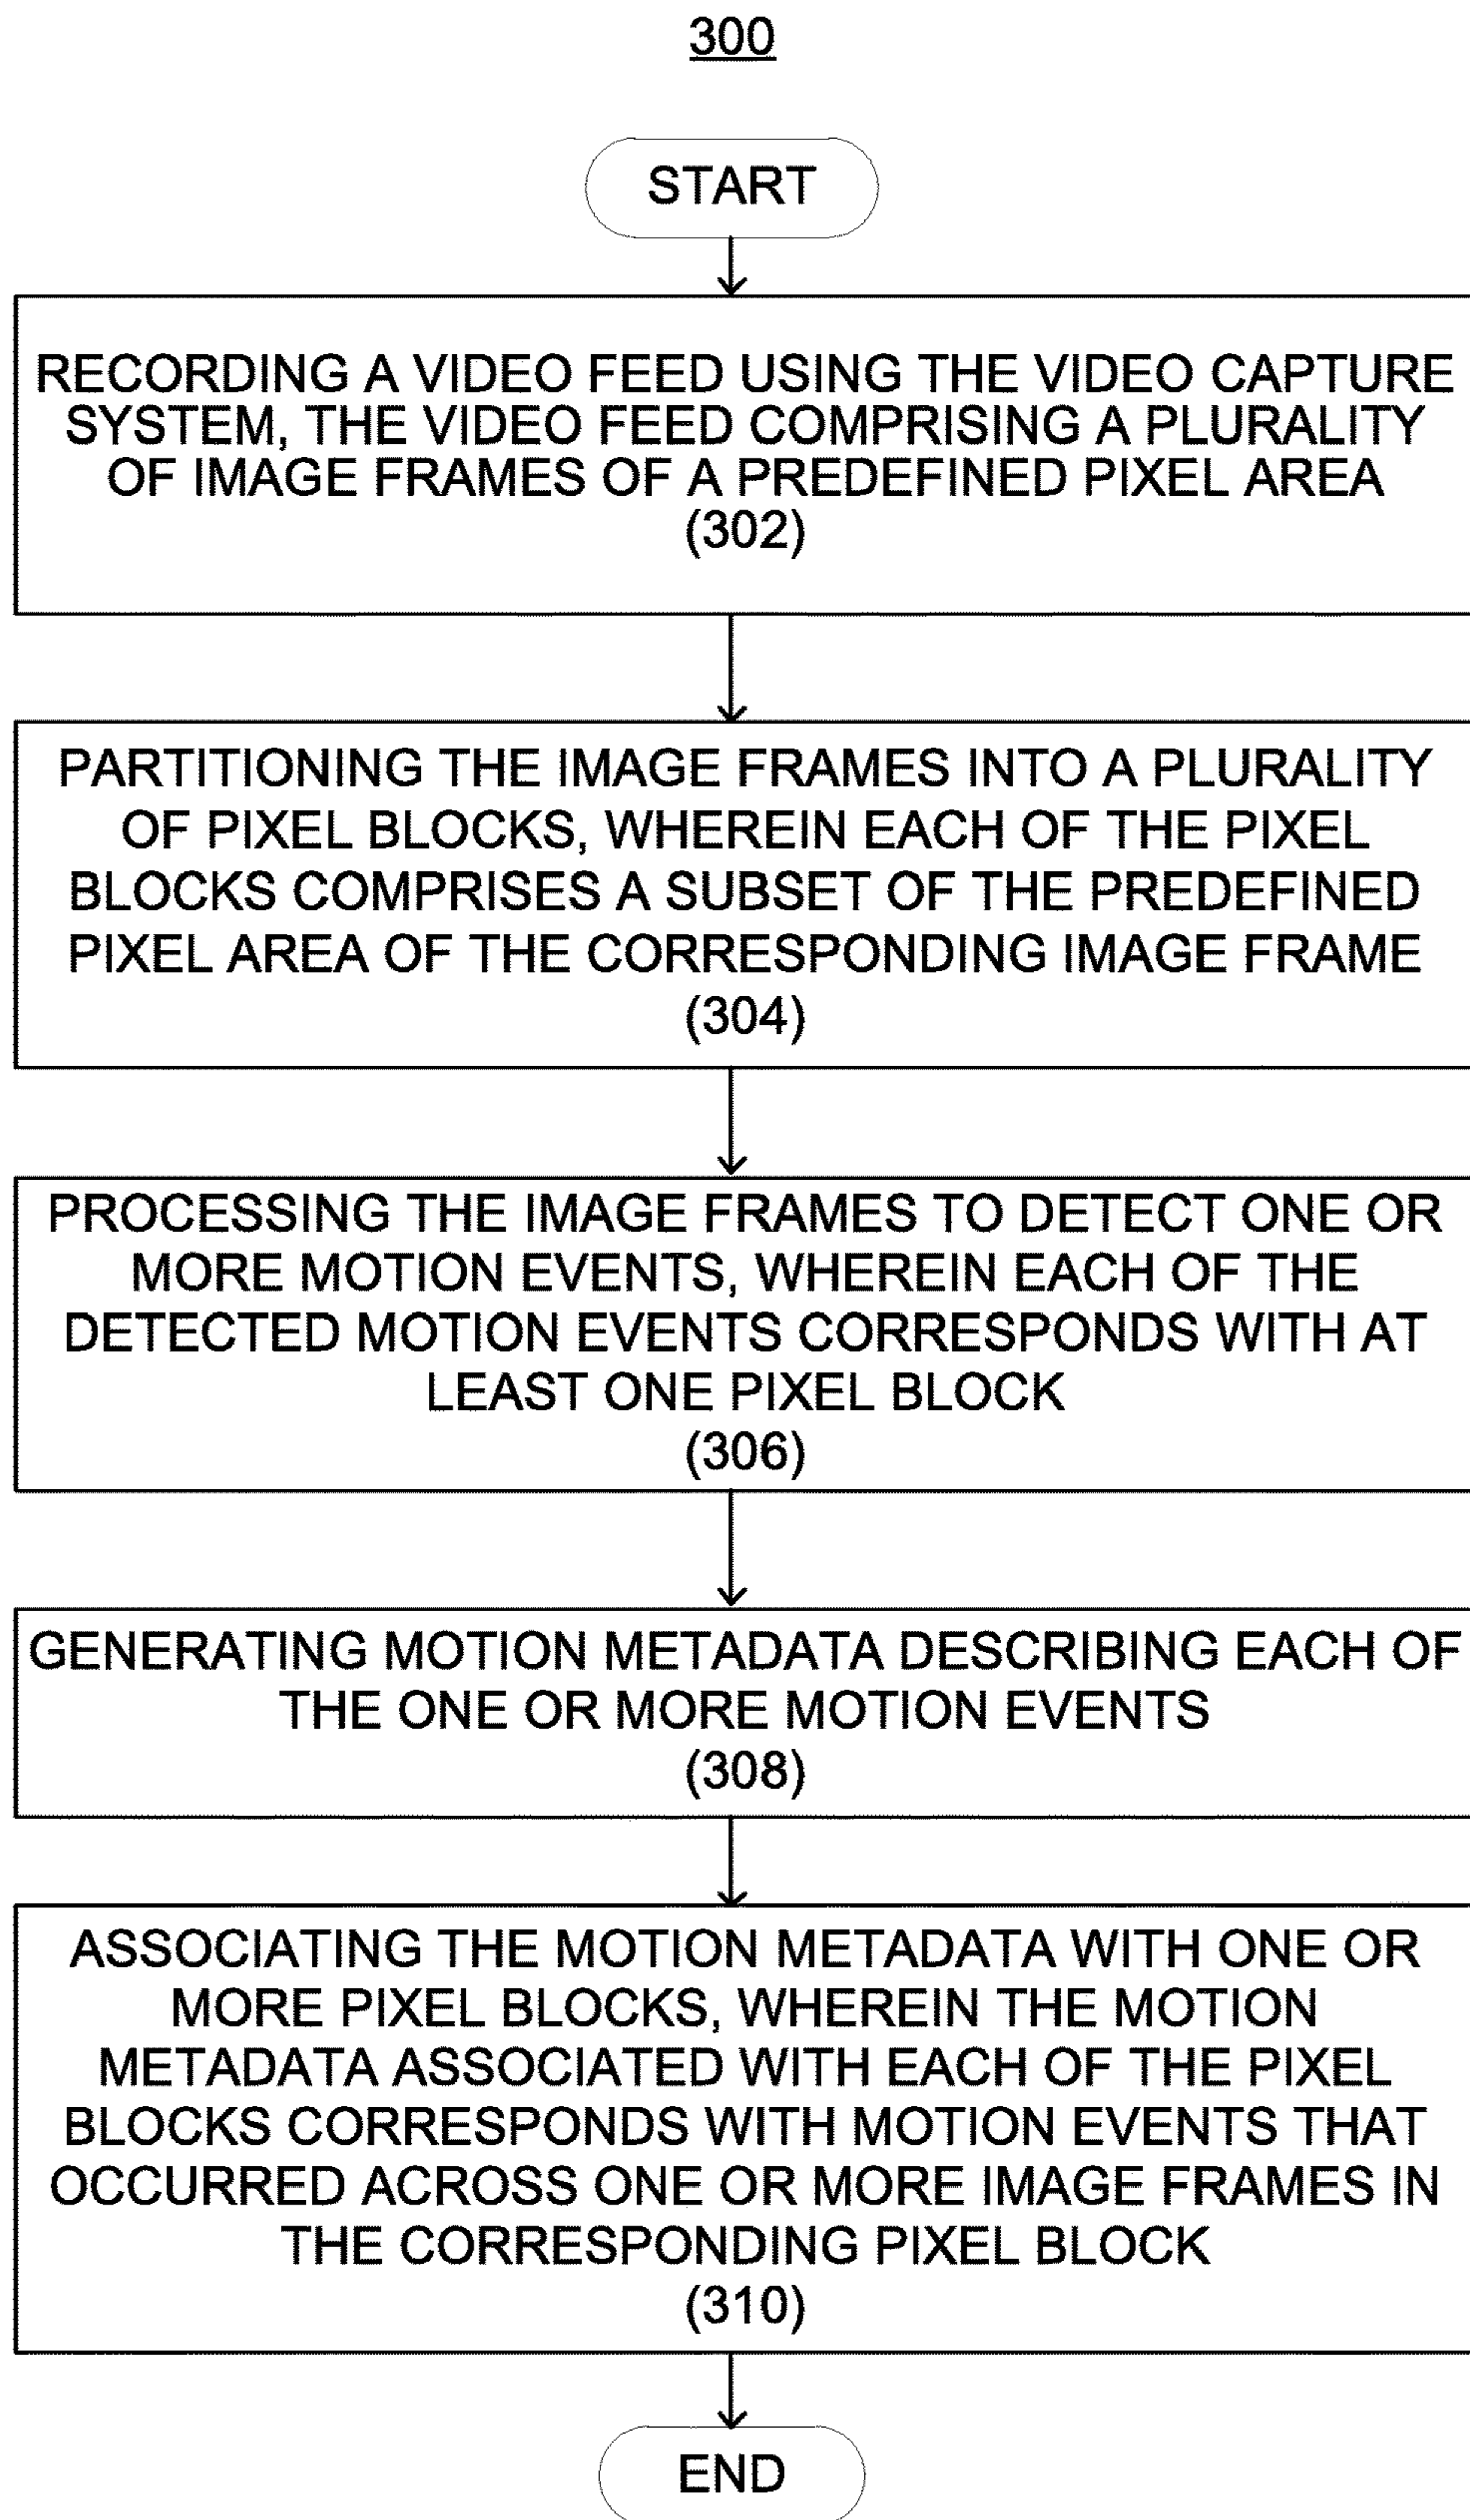 300
START
RECORDING A VIDEO FEED USING THE VIDEO CAPTURE
SYSTEM, THE VIDEO FEED COMPRISING A PLURALITY
OF IMAGE FRAMES OF A PREDEFINED PIXEL AREA
(302)
PARTITIONING THE IMAGE FRAMES INTO A PLURALITY
OF PIXEL BLOCKS, WHEREIN EACH OF THE PIXEL
BLOCKS COMPRISES A SUBSET OF THE PREDEFINED
PIXEL AREA OF THE CORRESPONDING IMAGE FRAME
(304)
PROCESSING THE IMAGE FRAMES TO DETECT ONE OR
MORE MOTION EVENTS, WHEREIN EACH OF THE
DETECTED MOTION EVENTS CORRESPONDS WITH AT
LEAST ONE PIXEL BLOCK
(306)
GENERATING MOTION METADATA DESCRIBING EACH OF
THE ONE OR MORE MOTION EVENTS
(308)
ASSOCIATING THE MOTION METADATA WITH ONE OR
MORE PIXEL BLOCKS, WHEREIN THE MOTION
METADATA ASSOCIATED WITH EACH OF THE PIXEL
BLOCKS CORRESPONDS WITH MOTION EVENTS THAT
OCCURRED ACROSS ONE OR MORE IMAGE FRAMES IN
THE CORRESPONDING PIXEL BLOCK
(310)
END